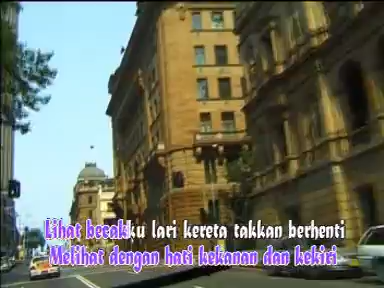 Lihat becakku lari kereta takkan berhenti
Melihat dengan hati kekanan dan kekiri